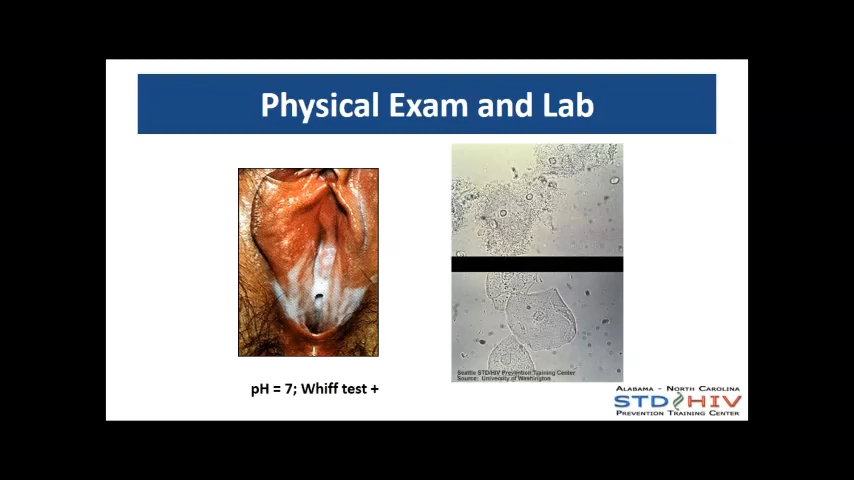 Physical Exam and Lab
pH = 7; Whiff test +
Seattle STD/HIV Prevention Training Center
Source: University of Washington
Alabama - North Carolina
STD HIV
Prevention Training Center